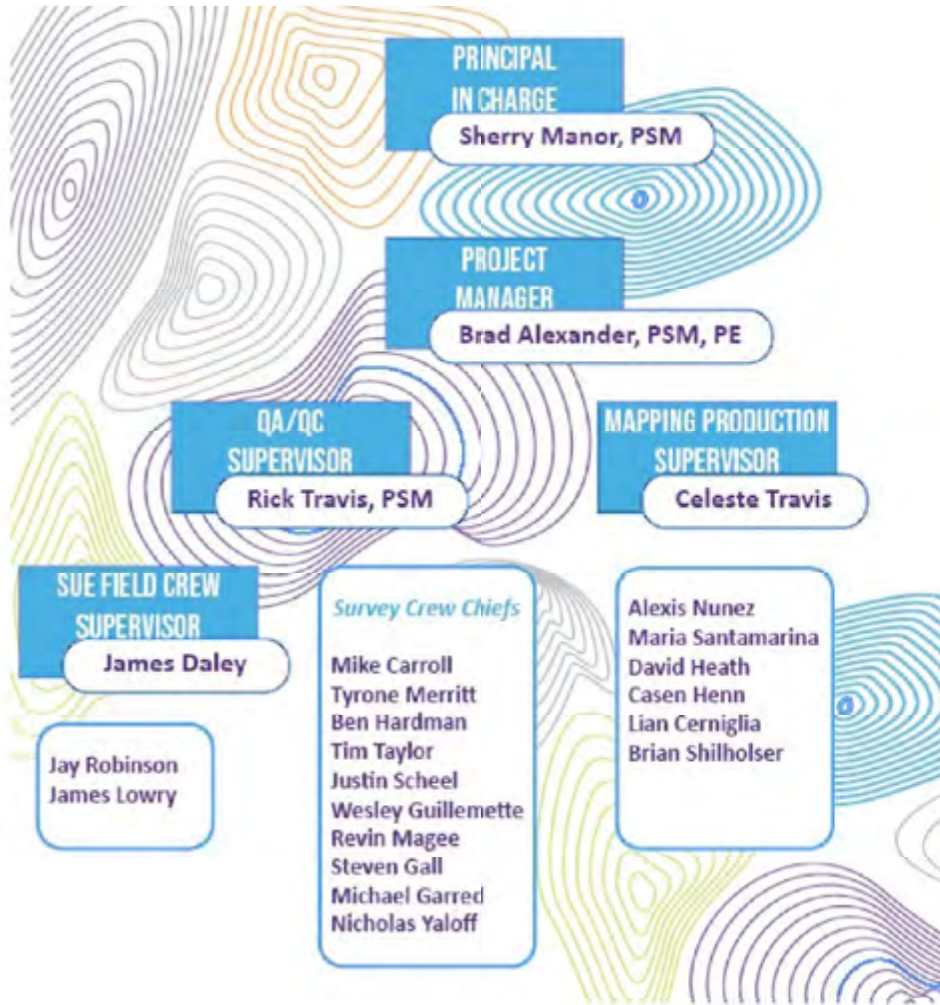 PRINCIPAL
IN CHARGE
Sherry Manor, PSM
PROJECT
MANAGER
Brad Alexander, PSM, PE
QA/QC
SUPERVISOR
Rick Travis, PSM
MAPPING PRODUCTION
SUPERVISOR
Celeste Travis
SUE FIELD CREW
SUPERVISOR
James Daley
Jay Robinson
James Lowry
Survey Crew Chiefs
Mike Carroll
Tyrone Merritt
Ben Hardman
Tim Taylor
Justin Scheel
Wesley Guillemette
Revin Magee
Steven Gall
Michael Garred
Nicholas Yaloff
Alexis Nunez
Maria Santamarina
David Heath
Casen Henn
Lian Cerniglia
Brian Shilholser